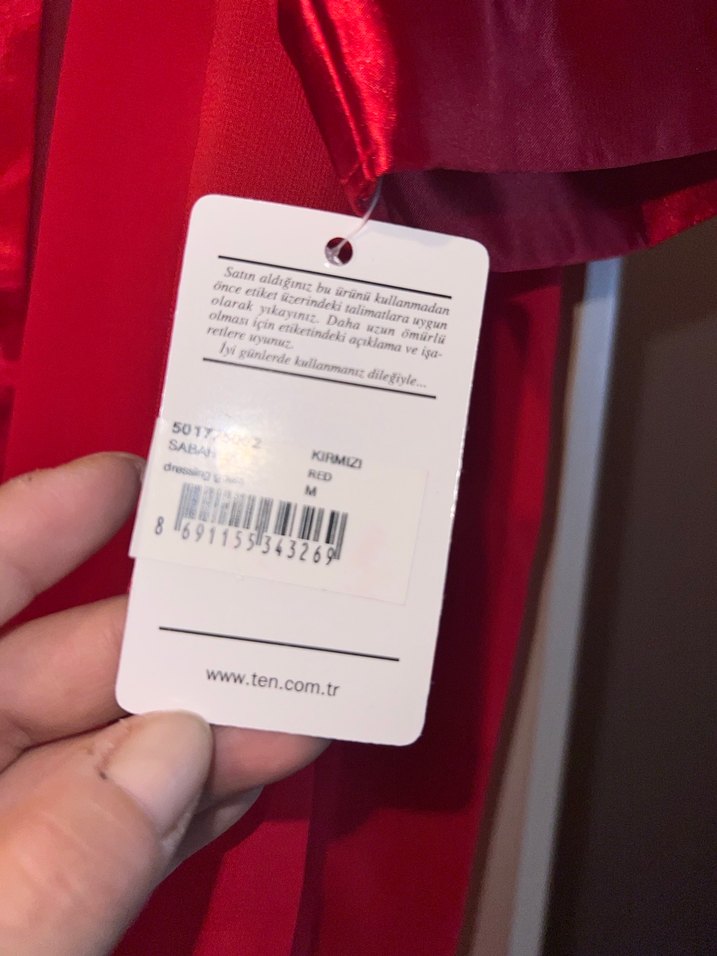 Satın aldığınız bu ürünü kullanmadan
önce etiket üzerindeki talimatlara uygun
olarak yıkayınız. Daha uzun ömürlü
olması için etiketindeki açıklama ve işa-
retlere uyunuz.
İyi günlerde kullanmanız dileğiyle...
KIRMIZI
dressing
RED
M
8 691155 343269
www.ten.com.tr